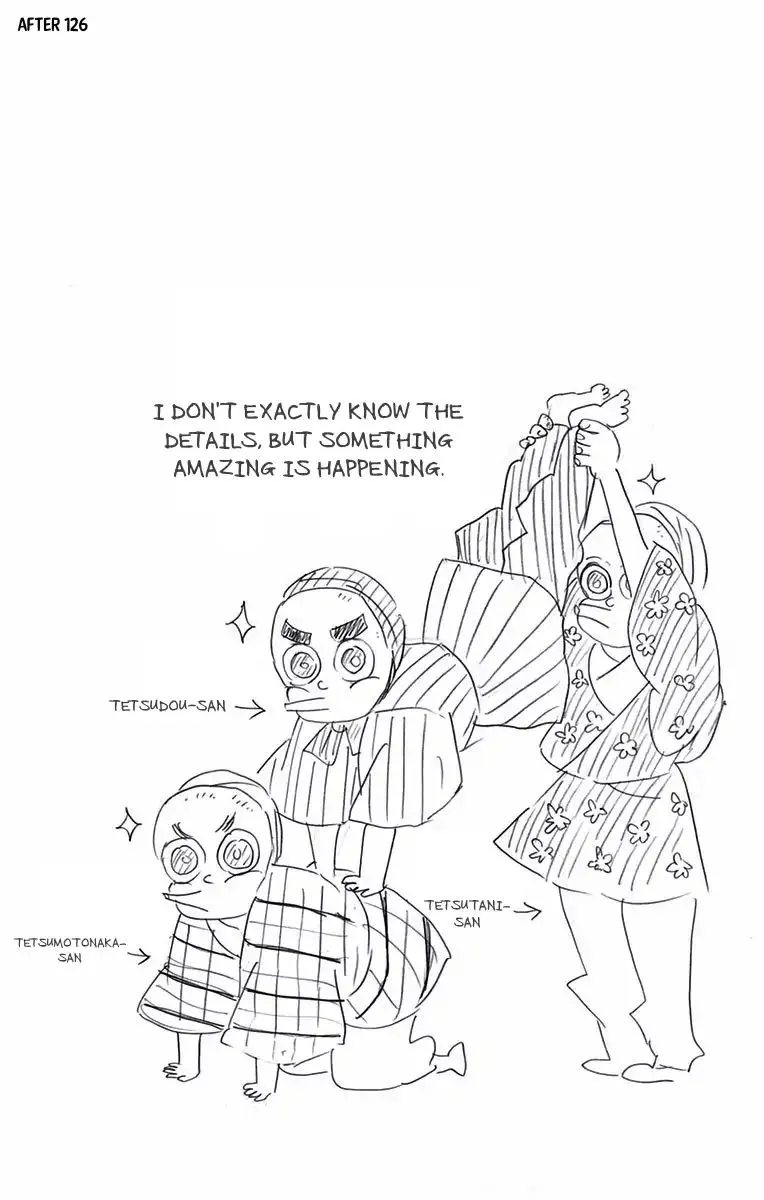 AFTER 126
I DON'T EXACTLY KNOW THE
DETAILS, BUT SOMETHING
AMAZING IS HAPPENING.
TETSUDOU-SAN
TETSUTANI-
SAN
TETSUMOTONAKA-
SAN